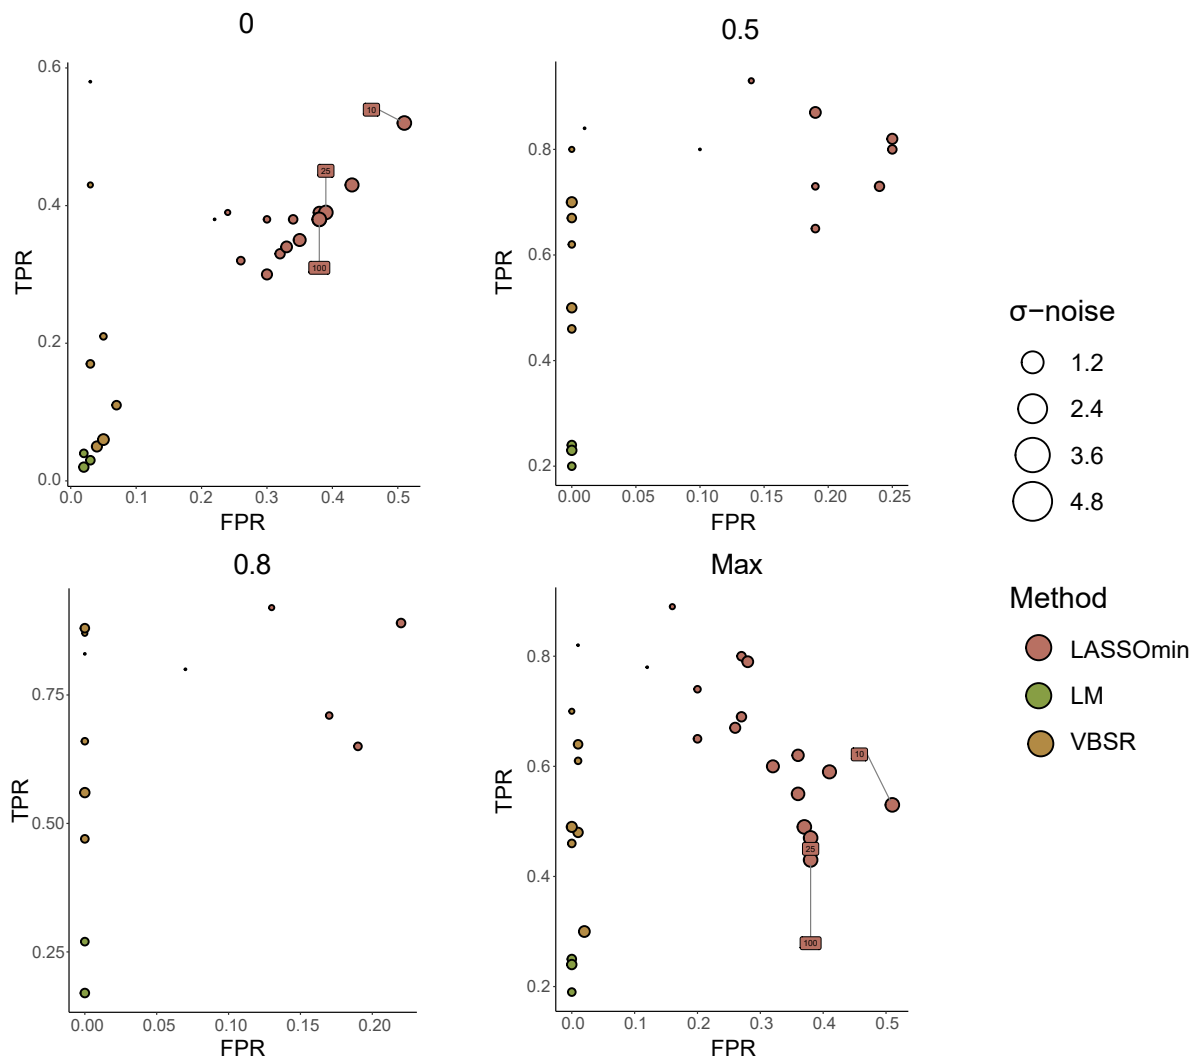 0
0.6
0.4
0.2
0.0
TPR
10
25
100
0.0 0.1 0.2 0.3 0.4 0.5
FPR
0.5
0.8
0.6
0.4
0.2
TPR
0.00 0.05 0.10 0.15 0.20 0.25
FPR
0.8
0.75
0.50
0.25
TPR
0.00 0.05 0.10 0.15 0.20
FPR
Max
0.8
0.6
0.4
0.2
TPR
10
25
100
0.0 0.1 0.2 0.3 0.4 0.5
FPR
σ−noise
1.2
2.4
3.6
4.8
Method
LASSOmin
LM
VBSR